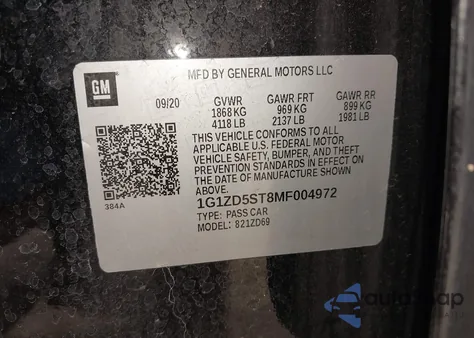 MFD BY GENERAL MOTORS LLC
GM
09/20 GVWR GAWR FRT GAWR RR
1868 KG 969 KG 899 KG
4118 LB 2137 LB 1981 LB
THIS VEHICLE CONFORMS TO ALL
APPLICABLE U.S. FEDERAL MOTOR
VEHICLE SAFETY, BUMPER, AND THEFT
PREVENTION STANDARDS IN EFFECT ON
THE DATE OF MANUFACTURE SHOWN
ABOVE.
384A
1G1ZD5ST8MF004972
TYPE: PASS CAR
MODEL: 821ZD69